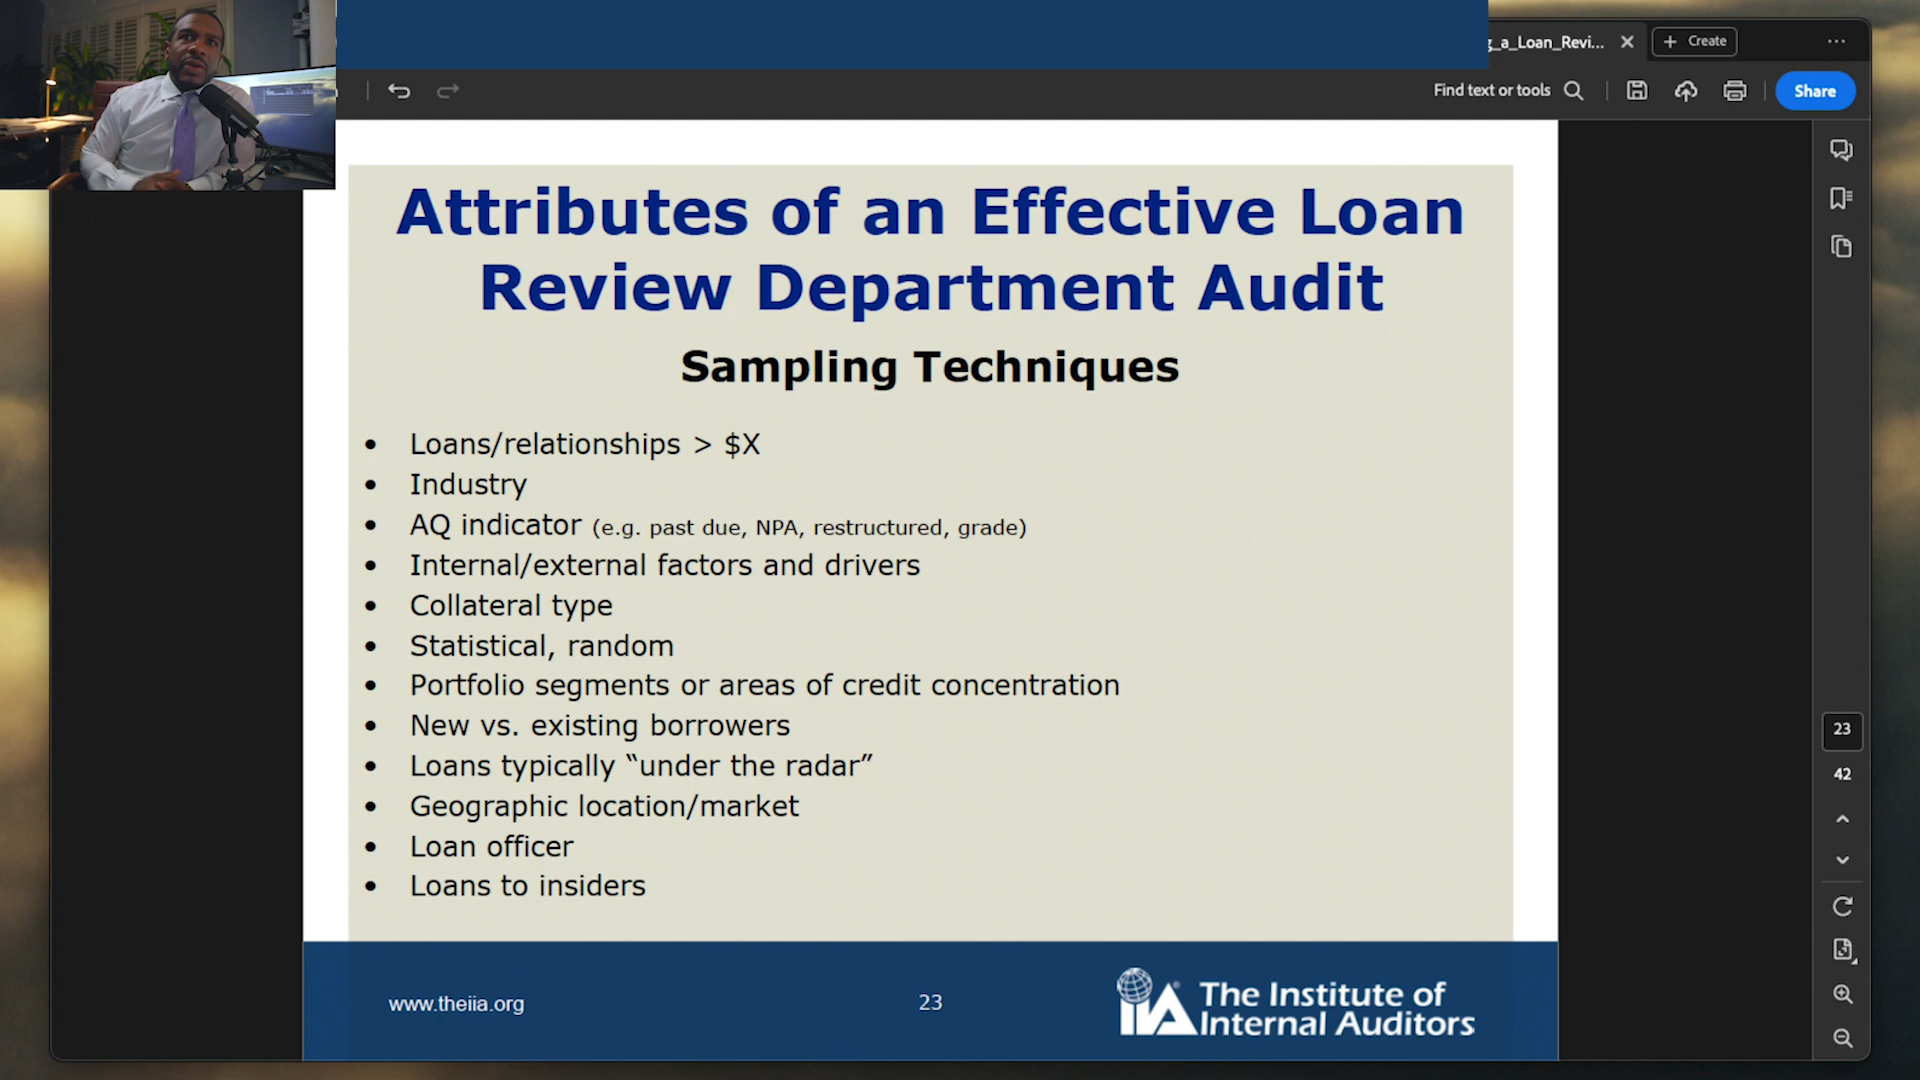 g_a_Loan_Revi...
Create
Find text or tools
Share
Attributes of an Effective Loan
Review Department Audit
Sampling Techniques
• Loans/relationships > $X
• Industry
• AQ indicator (e.g. past due, NPA, restructured, grade)
• Internal/external factors and drivers
• Collateral type
• Statistical, random
• Portfolio segments or areas of credit concentration
• New vs. existing borrowers
• Loans typically “under the radar”
• Geographic location/market
• Loan officer
• Loans to insiders
23
42
www.theiia.org
23
IIA® The Institute of
Internal Auditors